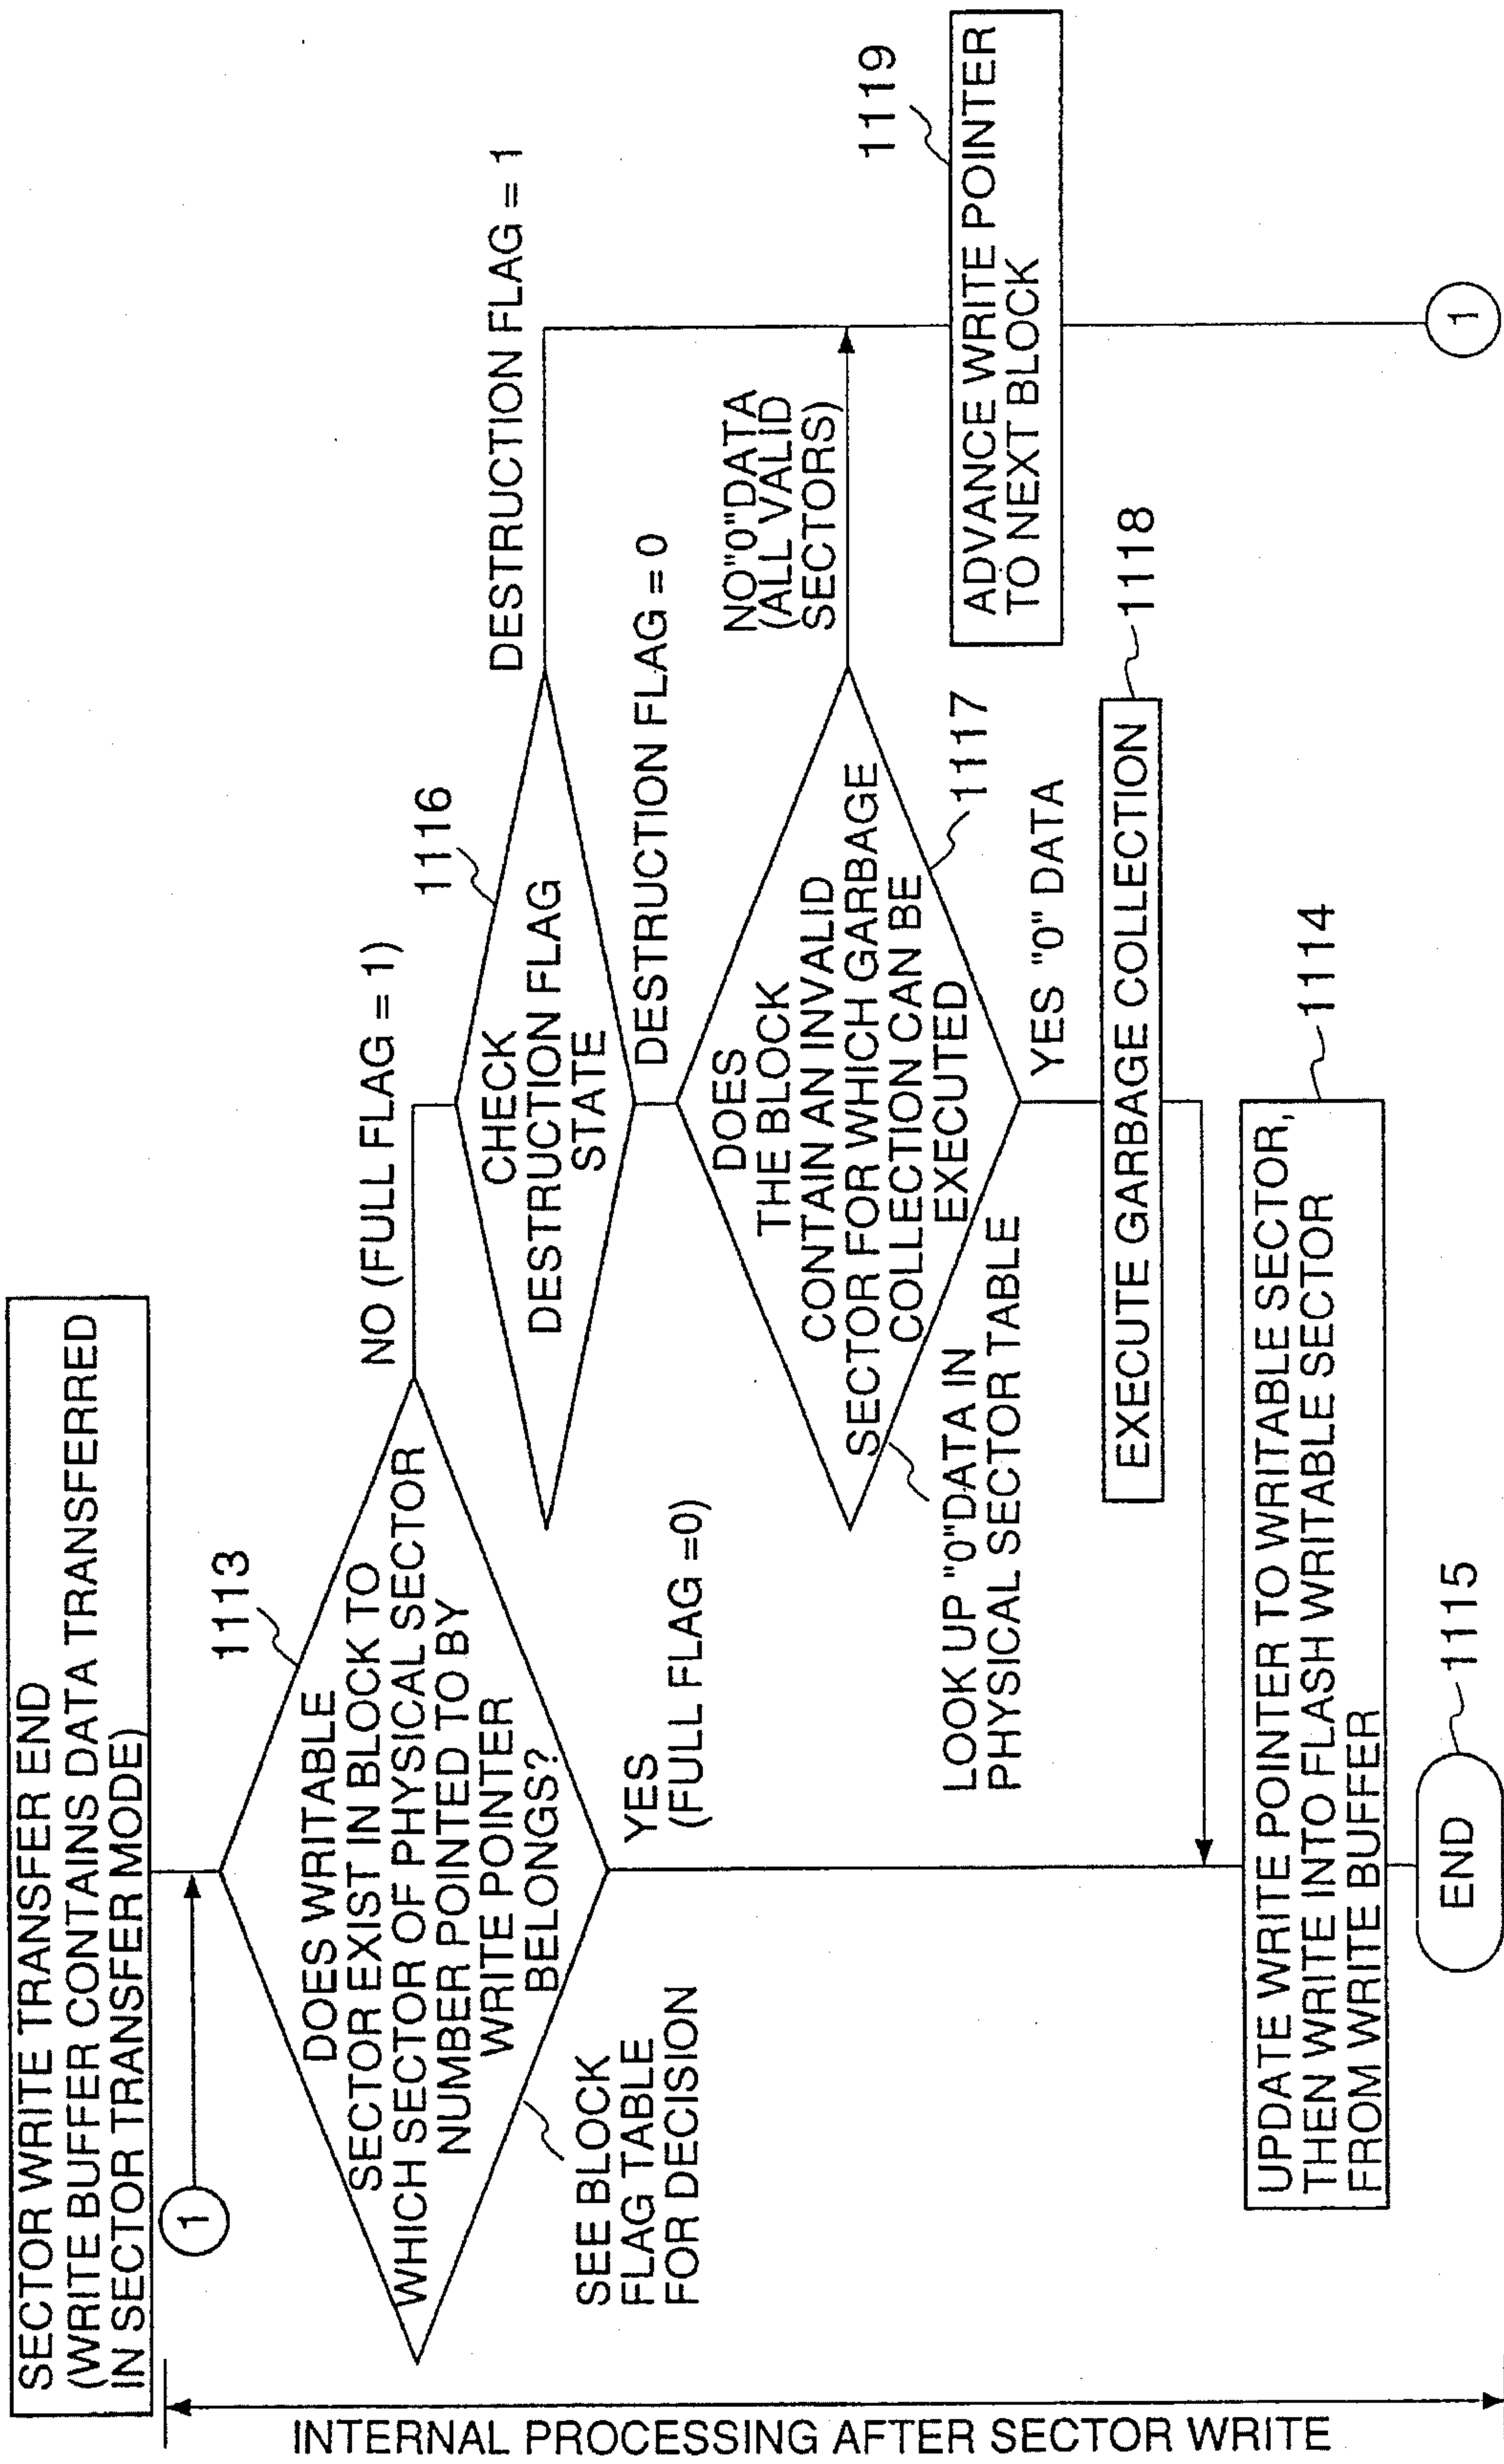 SECTOR WRITE TRANSFER END
(WRITE BUFFER CONTAINS DATA TRANSFERRED
IN SECTOR TRANSFER MODE)
1
1113
DOES WRITABLE
SECTOR EXIST IN BLOCK TO
WHICH SECTOR OF PHYSICAL SECTOR
NUMBER POINTED TO BY
WRITE POINTER
BELONGS?
SEE BLOCK
FLAG TABLE
FOR DECISION
YES
(FULL FLAG =0)
NO (FULL FLAG = 1)
1116
CHECK
DESTRUCTION FLAG
STATE
DESTRUCTION FLAG = 1
DESTRUCTION FLAG = 0
DOES
THE BLOCK
CONTAIN AN INVALID
SECTOR FOR WHICH GARBAGE
COLLECTION CAN BE
EXECUTED
1117
NO"0"DATA
(ALL VALID
SECTORS)
LOOK UP "0"DATA IN
PHYSICAL SECTOR TABLE
YES "0" DATA
1119
ADVANCE WRITE POINTER
TO NEXT BLOCK
EXECUTE GARBAGE COLLECTION
1118
1114
UPDATE WRITE POINTER TO WRITABLE SECTOR,
THEN WRITE INTO FLASH WRITABLE SECTOR
FROM WRITE BUFFER
END
1115
1
INTERNAL PROCESSING AFTER SECTOR WRITE